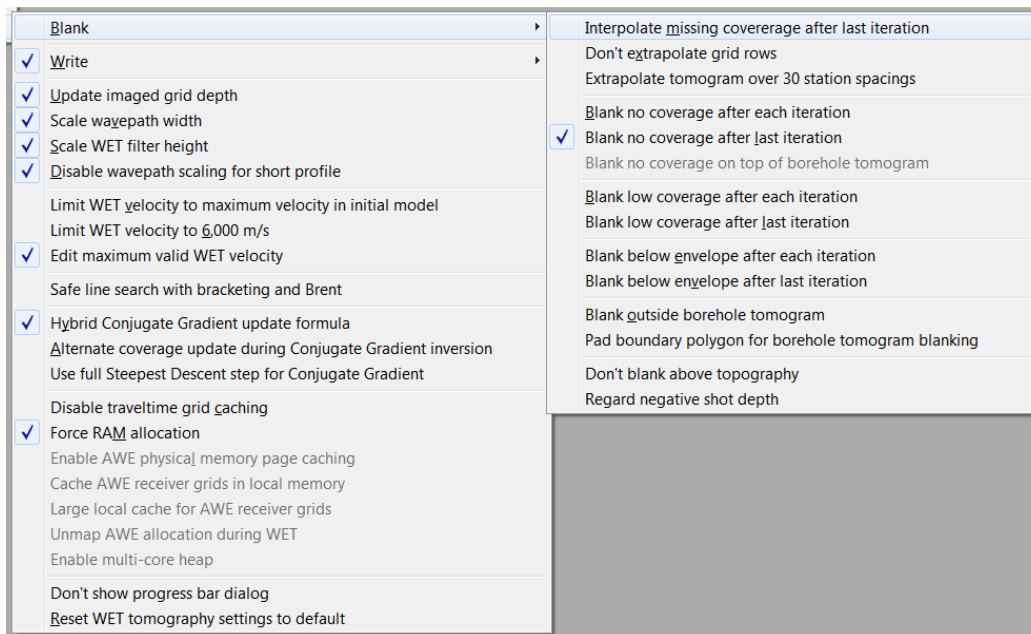 Blank
Write
Update imaged grid depth
Scale wavepath width
Scale WET filter height
Disable wavepath scaling for short profile
Limit WET velocity to maximum velocity in initial model
Limit WET velocity to 6,000 m/s
Edit maximum valid WET velocity
Safe line search with bracketing and Brent
Hybrid Conjugate Gradient update formula
Alternate coverage update during Conjugate Gradient inversion
Use full Steepest Descent step for Conjugate Gradient
Disable traveltime grid caching
Force RAM allocation
Enable AWE physical memory page caching
Cache AWE receiver grids in local memory
Large local cache for AWE receiver grids
Unmap AWE allocation during WET
Enable multi-core heap
Don't show progress bar dialog
Reset WET tomography settings to default
Interpolate missing covererage after last iteration
Don't extrapolate grid rows
Extrapolate tomogram over 30 station spacings
Blank no coverage after each iteration
Blank no coverage after last iteration
Blank no coverage on top of borehole tomogram
Blank low coverage after each iteration
Blank low coverage after last iteration
Blank below envelope after each iteration
Blank below envelope after last iteration
Blank outside borehole tomogram
Pad boundary polygon for borehole tomogram blanking
Don't blank above topography
Regard negative shot depth